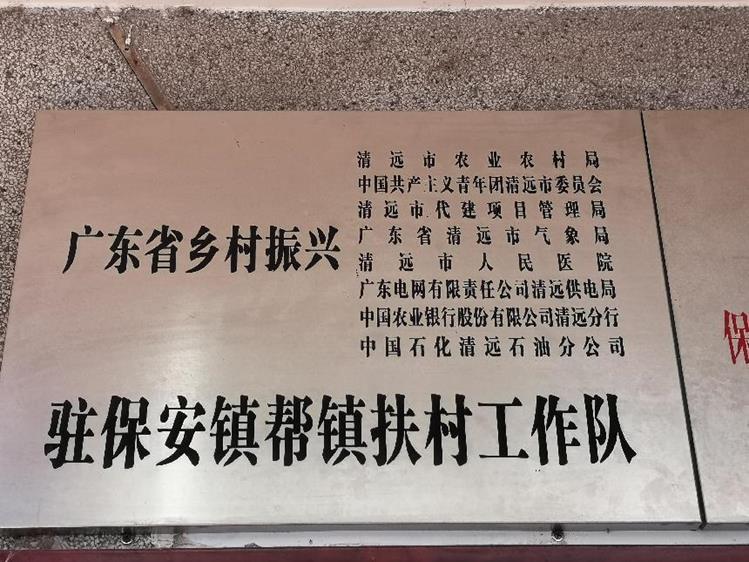 广东省乡村振兴
清远市农业农村局
中国共产主义青年团清远市委员会
清远市代建项目管理局
广东省清远市气象局
清远市人民医院
广东电网有限责任公司清远供电局
中国农业银行股份有限公司清远分行
中国石化清远石油分公司
驻保安镇帮镇扶村工作队
保